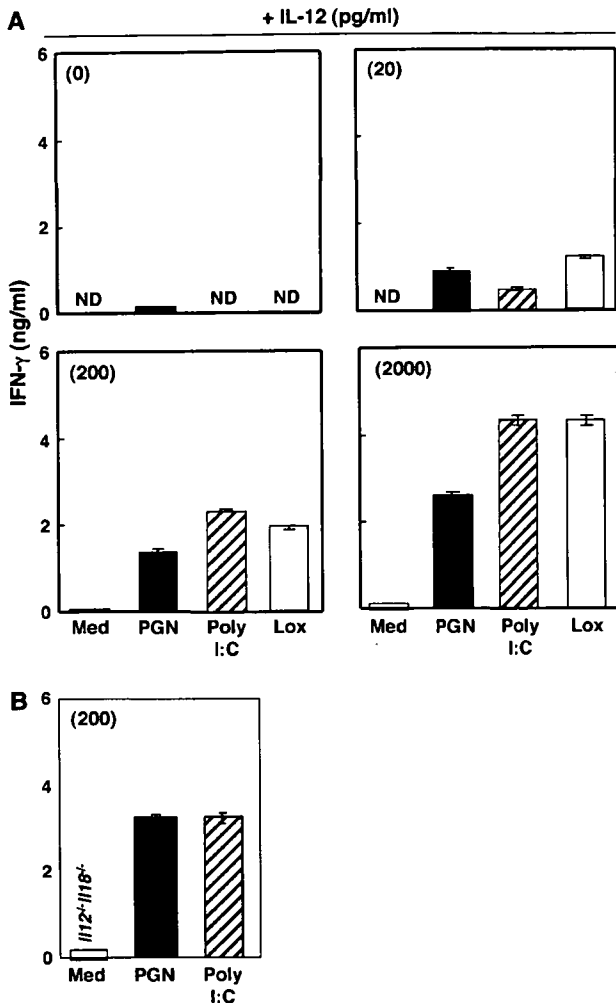 A
+ IL-12 (pg/ml)
IFN-γ (ng/ml)
6
4
2
0
(0)
ND
ND
ND
(20)
ND
6
4
2
0
(200)
Med
PGN
Poly I:C
Lox
(2000)
Med
PGN
Poly I:C
Lox
B
6
4
2
0
(200)
Il12-/-Il18-/-
Med
PGN
Poly I:C